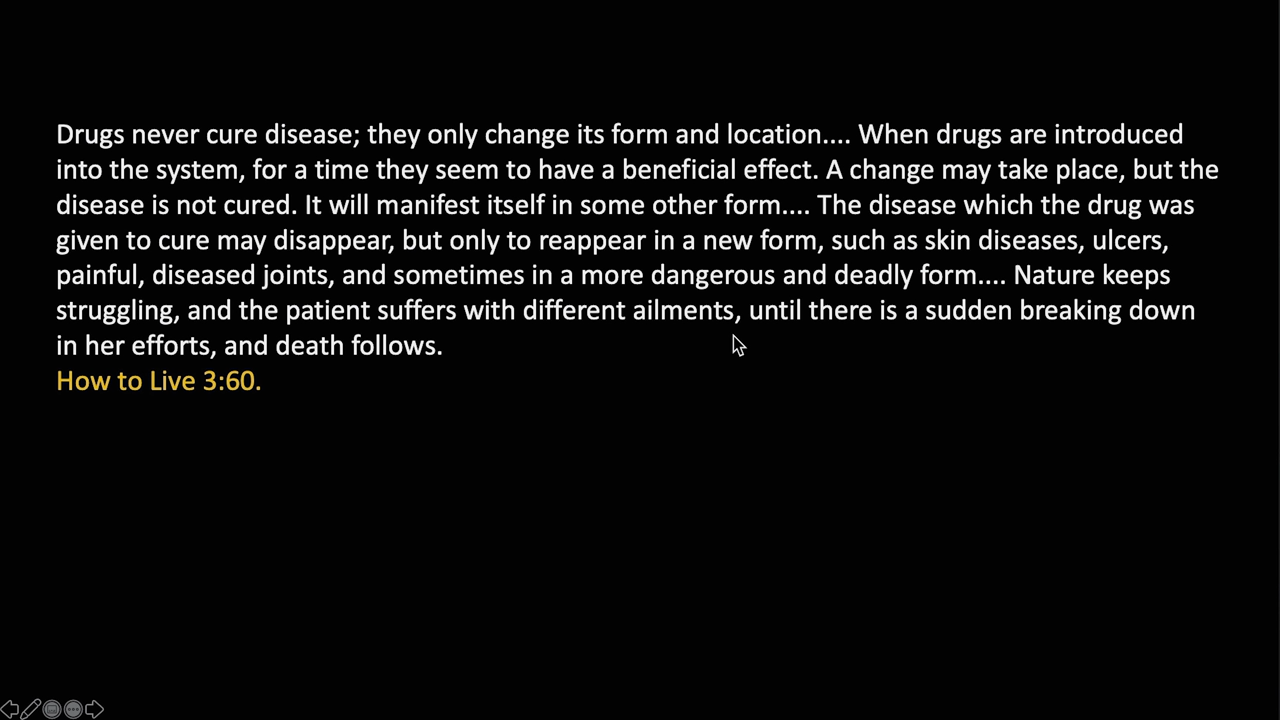 Drugs never cure disease; they only change its form and location.... When drugs are introduced
into the system, for a time they seem to have a beneficial effect. A change may take place, but the
disease is not cured. It will manifest itself in some other form.... The disease which the drug was
given to cure may disappear, but only to reappear in a new form, such as skin diseases, ulcers,
painful, diseased joints, and sometimes in a more dangerous and deadly form.... Nature keeps
struggling, and the patient suffers with different ailments, until there is a sudden breaking down
in her efforts, and death follows.
How to Live 3:60.